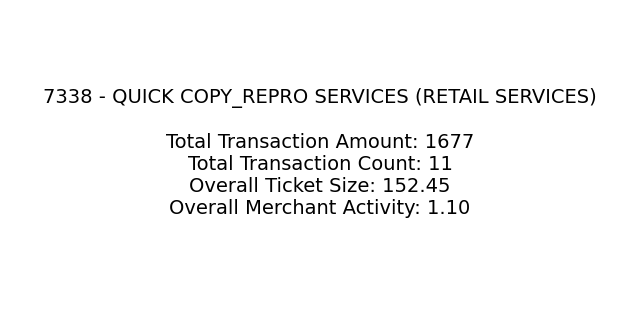 7338 - QUICK COPY_REPRO SERVICES (RETAIL SERVICES)
Total Transaction Amount: 1677
Total Transaction Count: 11
Overall Ticket Size: 152.45
Overall Merchant Activity: 1.10